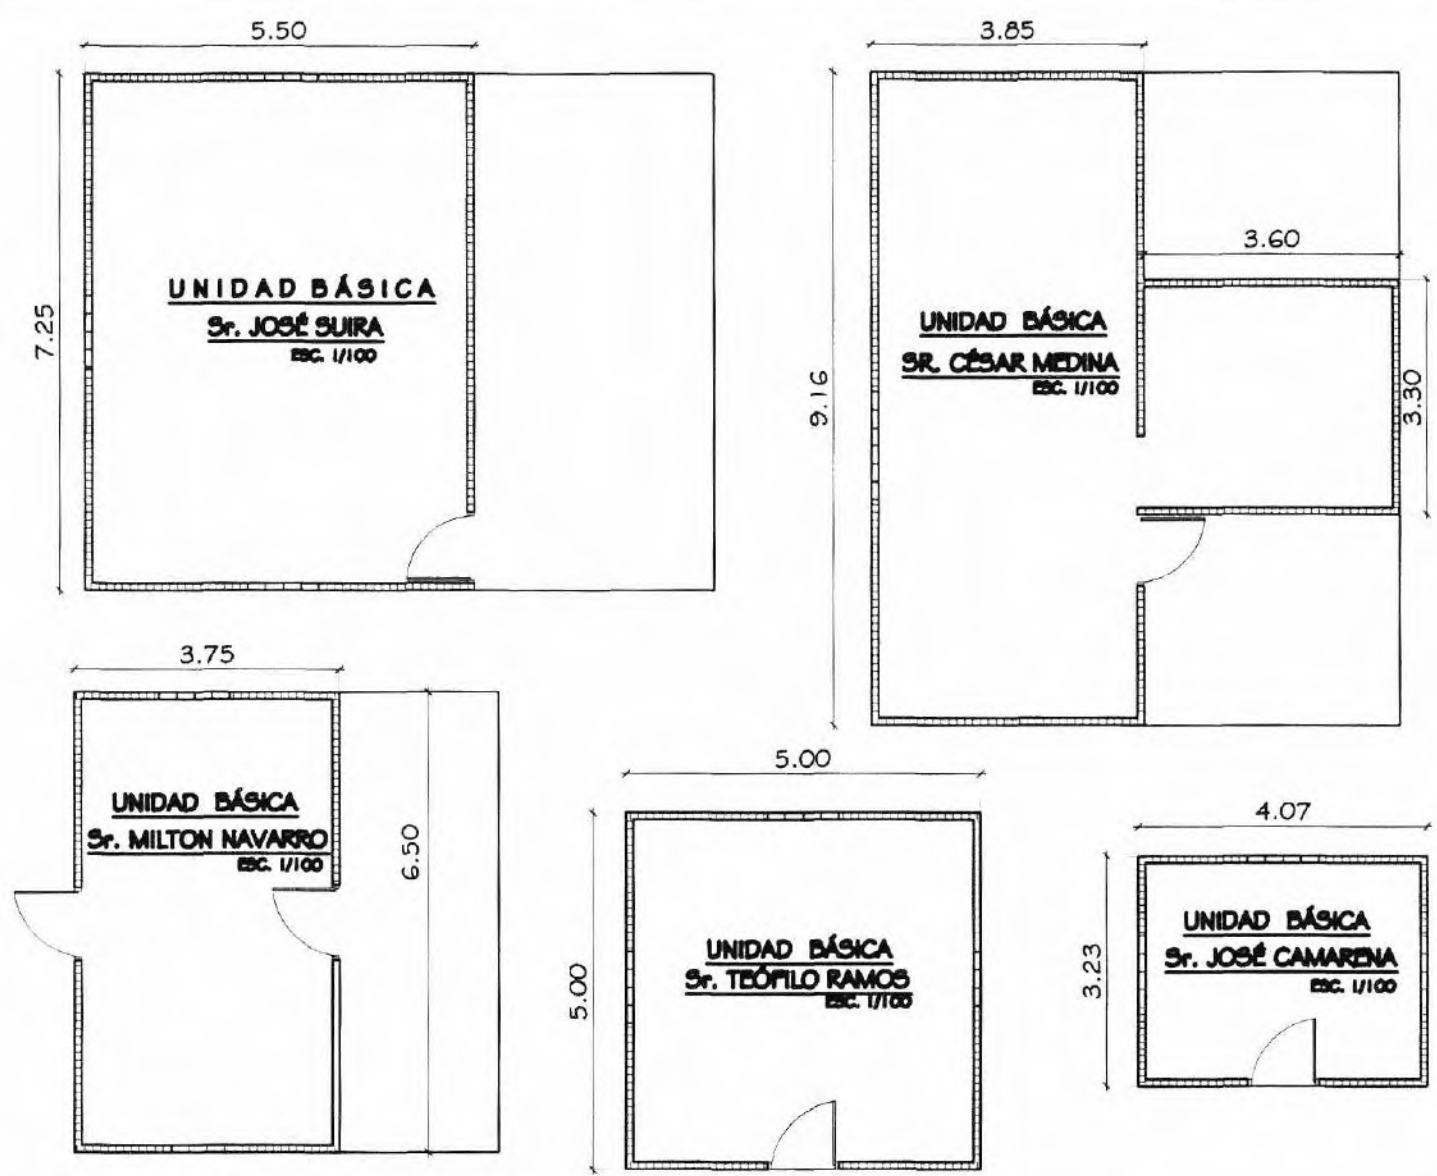 5.50
7.25
UNIDAD BÁSICA
Sr. JOSÉ SUIRA
ESC. 1/100
3.85
9.16
3.60
3.30
UNIDAD BÁSICA
SR. CÉSAR MEDINA
ESC. 1/100
3.75
6.50
UNIDAD BÁSICA
Sr. MILTON NAVARRO
ESC. 1/100
5.00
5.00
UNIDAD BÁSICA
Sr. TEÓFILO RAMOS
ESC. 1/100
4.07
3.23
UNIDAD BÁSICA
Sr. JOSÉ CAMARENA
ESC. 1/100